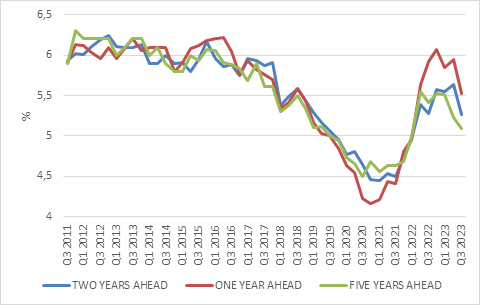 6,5
6
5,5
5
4,5
4
%
Q3 2011
Q1 2012
Q3 2012
Q1 2013
Q3 2013
Q1 2014
Q3 2014
Q1 2015
Q3 2015
Q1 2016
Q3 2016
Q1 2017
Q3 2017
Q1 2018
Q3 2018
Q1 2019
Q3 2019
Q1 2020
Q3 2020
Q1 2021
Q3 2021
Q1 2022
Q3 2022
Q1 2023
Q3 2023
TWO YEARS AHEAD ONE YEAR AHEAD FIVE YEARS AHEAD